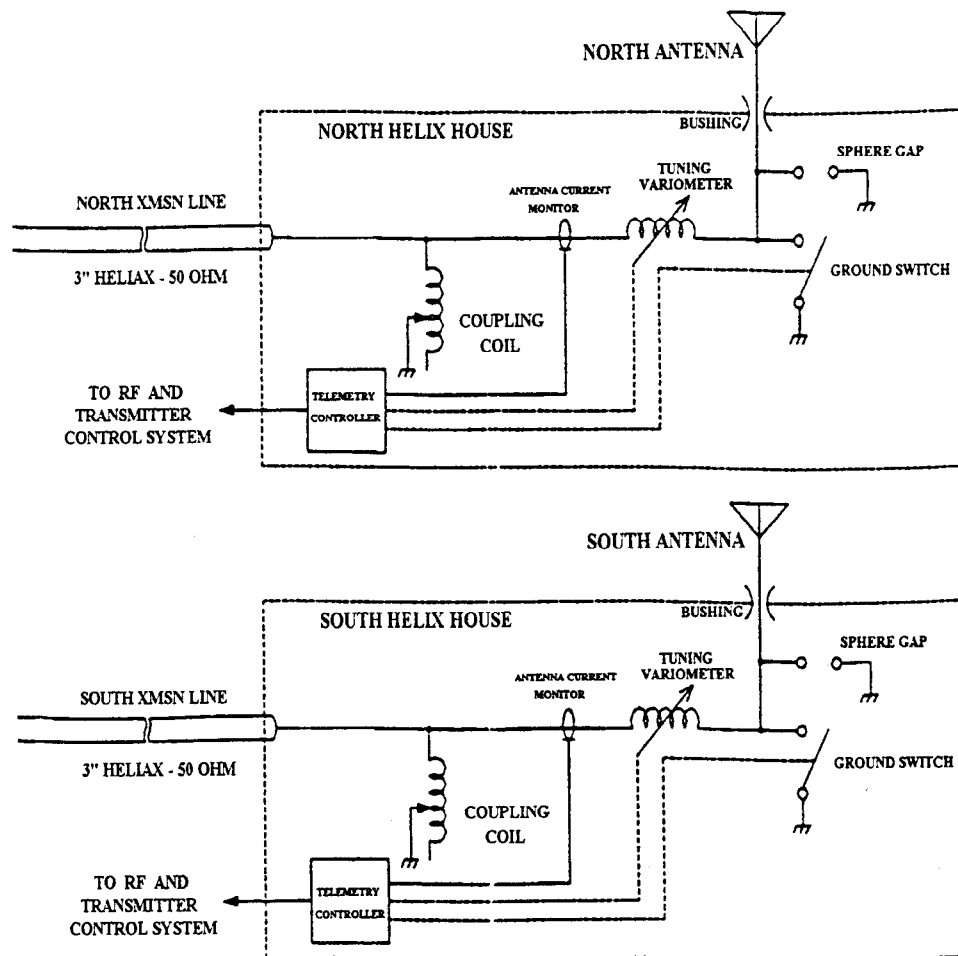 NORTH ANTENNA
BUSHING
NORTH HELIX HOUSE
SPHERE GAP
TUNING
VARIOMETER
ANTENNA CURRENT
MONITOR
NORTH XMSN LINE
3" HELIAX - 50 OHM
GROUND SWITCH
COUPLING
COIL
TO RF AND
TRANSMITTER
CONTROL SYSTEM
TELEMETRY
CONTROLLER
SOUTH ANTENNA
BUSHING
SOUTH HELIX HOUSE
SPHERE GAP
TUNING
VARIOMETER
ANTENNA CURRENT
MONITOR
SOUTH XMSN LINE
3" HELIAX - 50 OHM
GROUND SWITCH
COUPLING
COIL
TO RF AND
TRANSMITTER
CONTROL SYSTEM
TELEMETRY
CONTROLLER